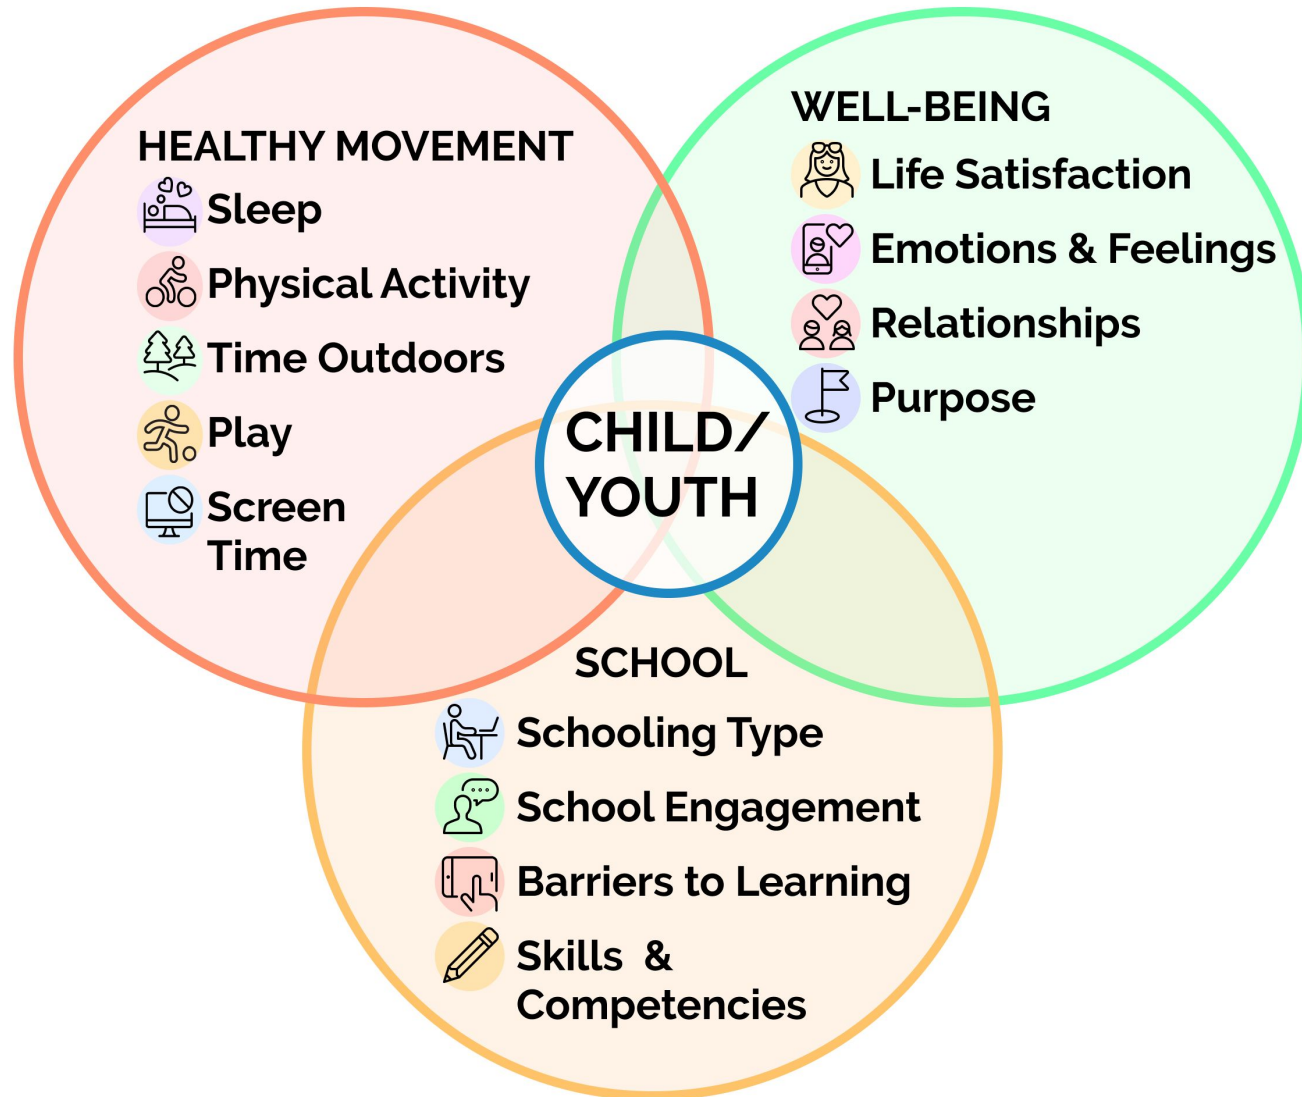 HEALTHY MOVEMENT
Sleep
Physical Activity
Time Outdoors
Play
Screen
Time
WELL-BEING
Life Satisfaction
Emotions & Feelings
Relationships
Purpose
CHILD/
YOUTH
SCHOOL
Schooling Type
School Engagement
Barriers to Learning
Skills &
Competencies